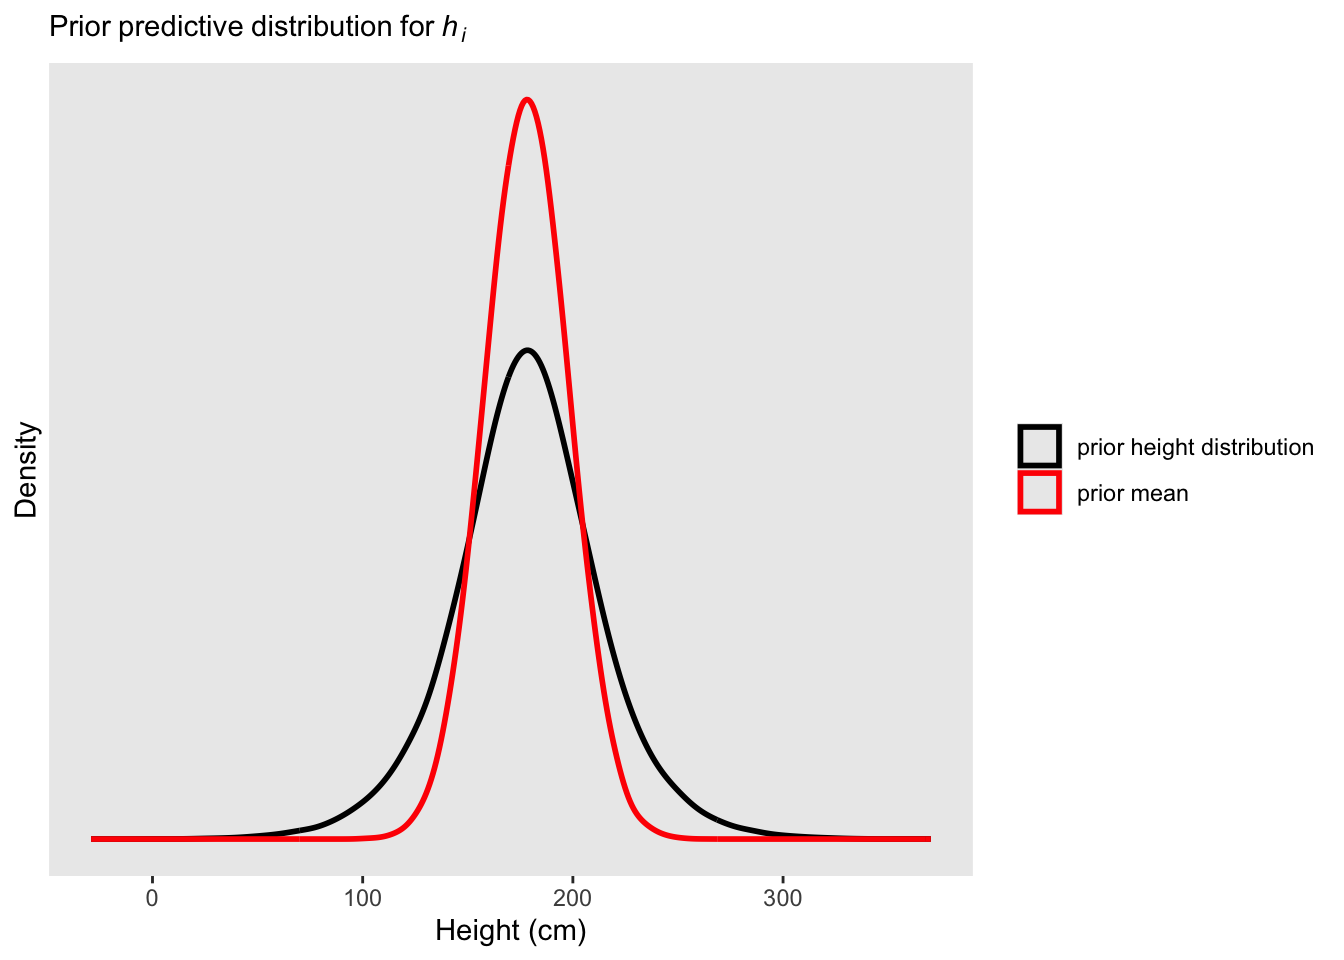 Prior predictive distribution for h i
Density
0 100 200 300
Height (cm)
prior height distribution
prior mean